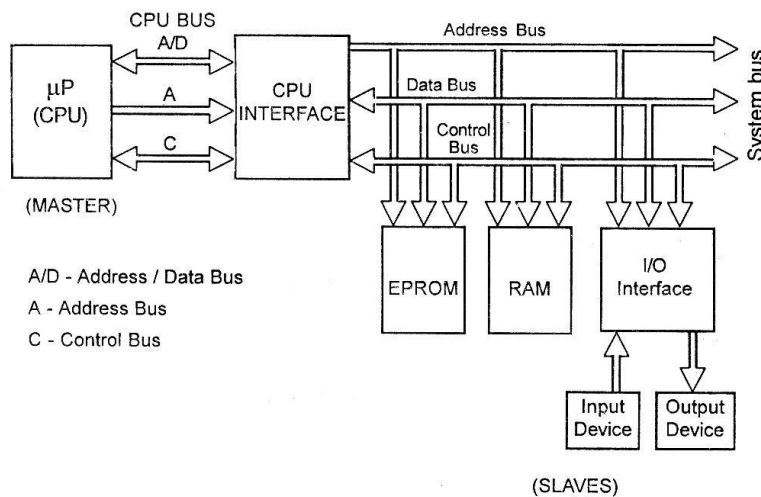 CPU BUS
A/D
Address Bus
μP
(CPU)
A
CPU
INTERFACE
Data Bus
Control
Bus
C
System bus
(MASTER)
A/D - Address / Data Bus
A - Address Bus
C - Control Bus
EPROM
RAM
I/O
Interface
Input
Device
Output
Device
(SLAVES)